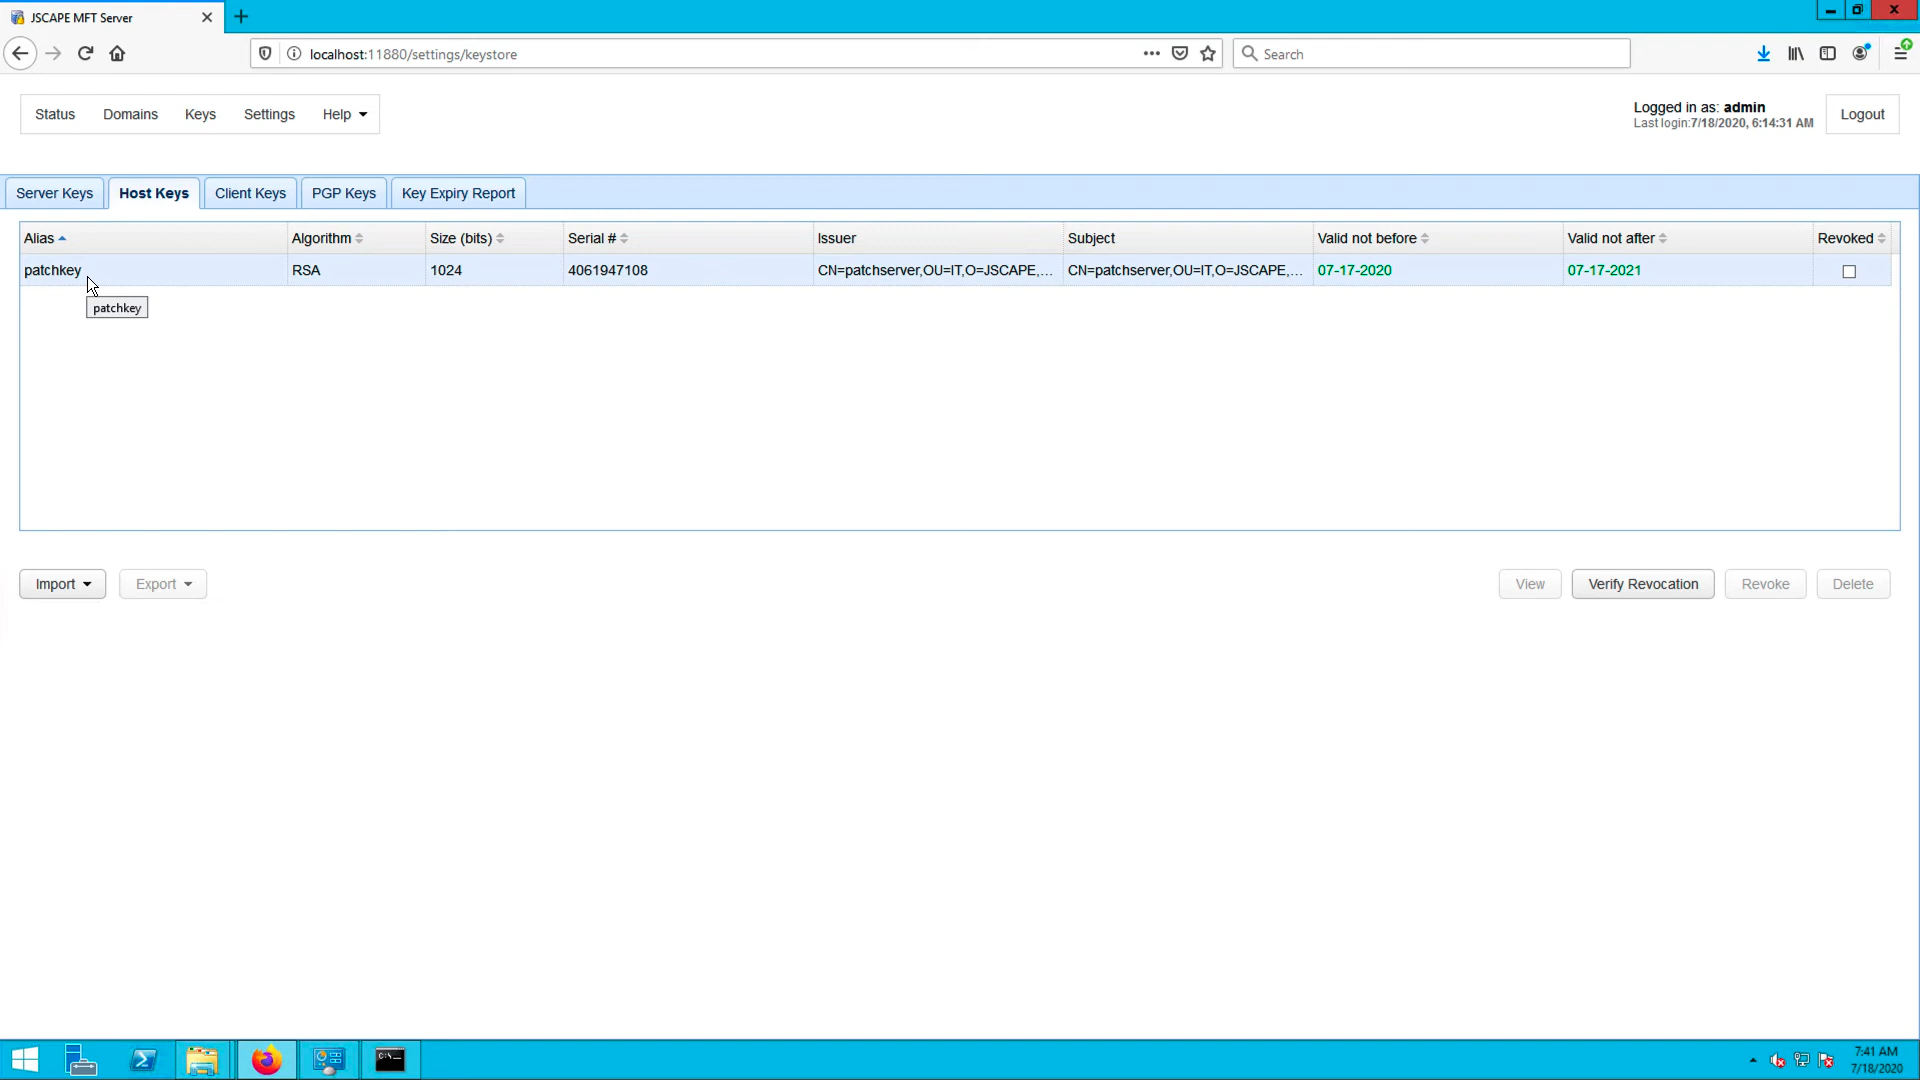 JSCAPE MFT Server
localhost:11880/settings/keystore
Search
Status
Domains
Keys
Settings
Help
Logged in as: admin
Last login:7/18/2020, 6:14:31 AM
Logout
Server Keys
Host Keys
Client Keys
PGP Keys
Key Expiry Report
Alias
Algorithm
Size (bits)
Serial #
Issuer
Subject
Valid not before
Valid not after
Revoked
patchkey
RSA
1024
4061947108
CN=patchserver,OU=IT,O=JSCAPE,...
CN=patchserver,OU=IT,O=JSCAPE,...
07-17-2020
07-17-2021
patchkey
Import
Export
View
Verify Revocation
Revoke
Delete
7:41 AM
7/18/2020